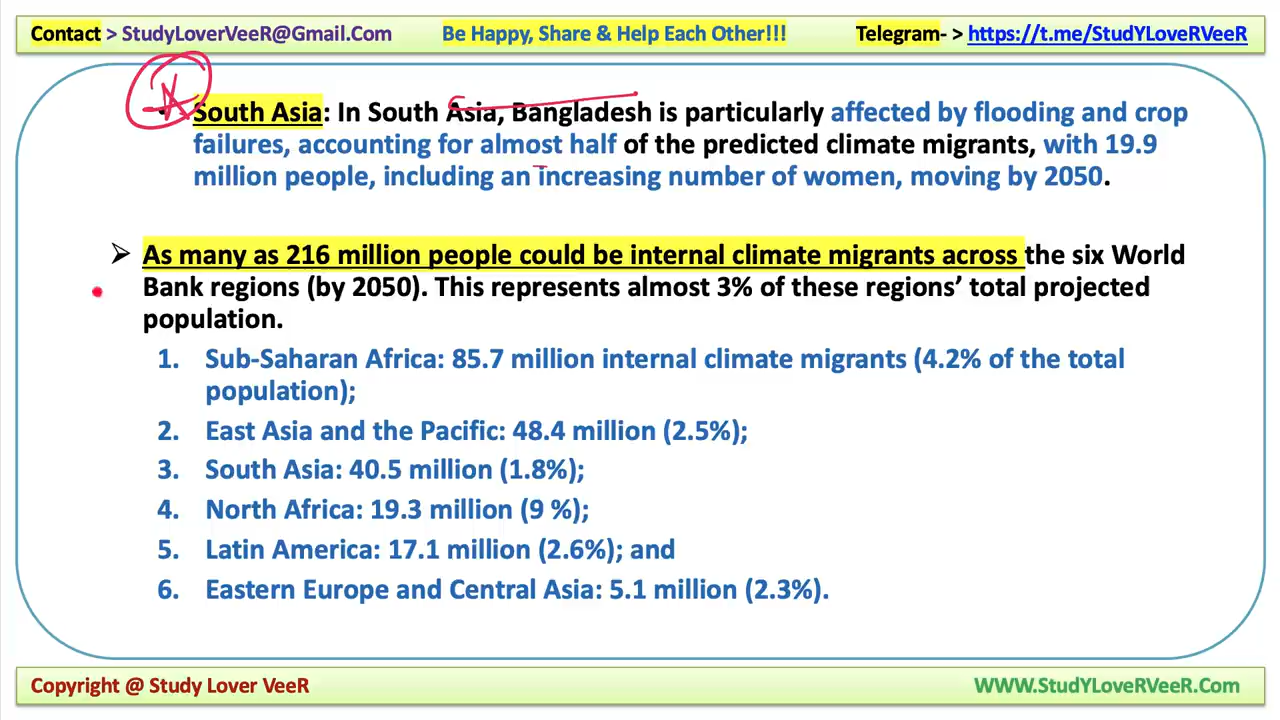 Contact > StudyLoverVeeR@Gmail.Com Be Happy, Share & Help Each Other!!! Telegram- > https://t.me/StudYLoveRVeeR
• South Asia: In South Asia, Bangladesh is particularly affected by flooding and crop
failures, accounting for almost half of the predicted climate migrants, with 19.9
million people, including an increasing number of women, moving by 2050.
➢ As many as 216 million people could be internal climate migrants across the six World
Bank regions (by 2050). This represents almost 3% of these regions’ total projected
population.
1. Sub-Saharan Africa: 85.7 million internal climate migrants (4.2% of the total
population);
2. East Asia and the Pacific: 48.4 million (2.5%);
3. South Asia: 40.5 million (1.8%);
4. North Africa: 19.3 million (9 %);
5. Latin America: 17.1 million (2.6%); and
6. Eastern Europe and Central Asia: 5.1 million (2.3%).
Copyright @ Study Lover VeeR WWW.StudYLoveRVeeR.Com